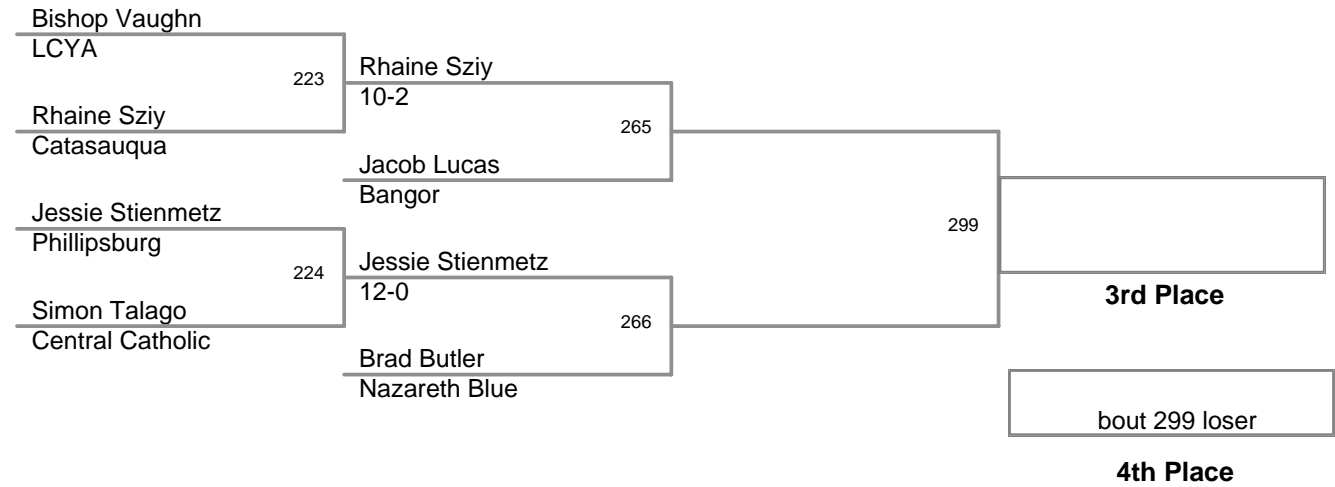 Bishop Vaughn
LCYA
223
Rhaine Sziy
10-2
Rhaine Sziy
Catasauqua
265
Jacob Lucas
Bangor
Jessie Stienmetz
Phillipsburg
299
224
Jessie Stienmetz
12-0
3rd Place
Simon Talago
Central Catholic
266
Brad Butler
Nazareth Blue
bout 299 loser
4th Place